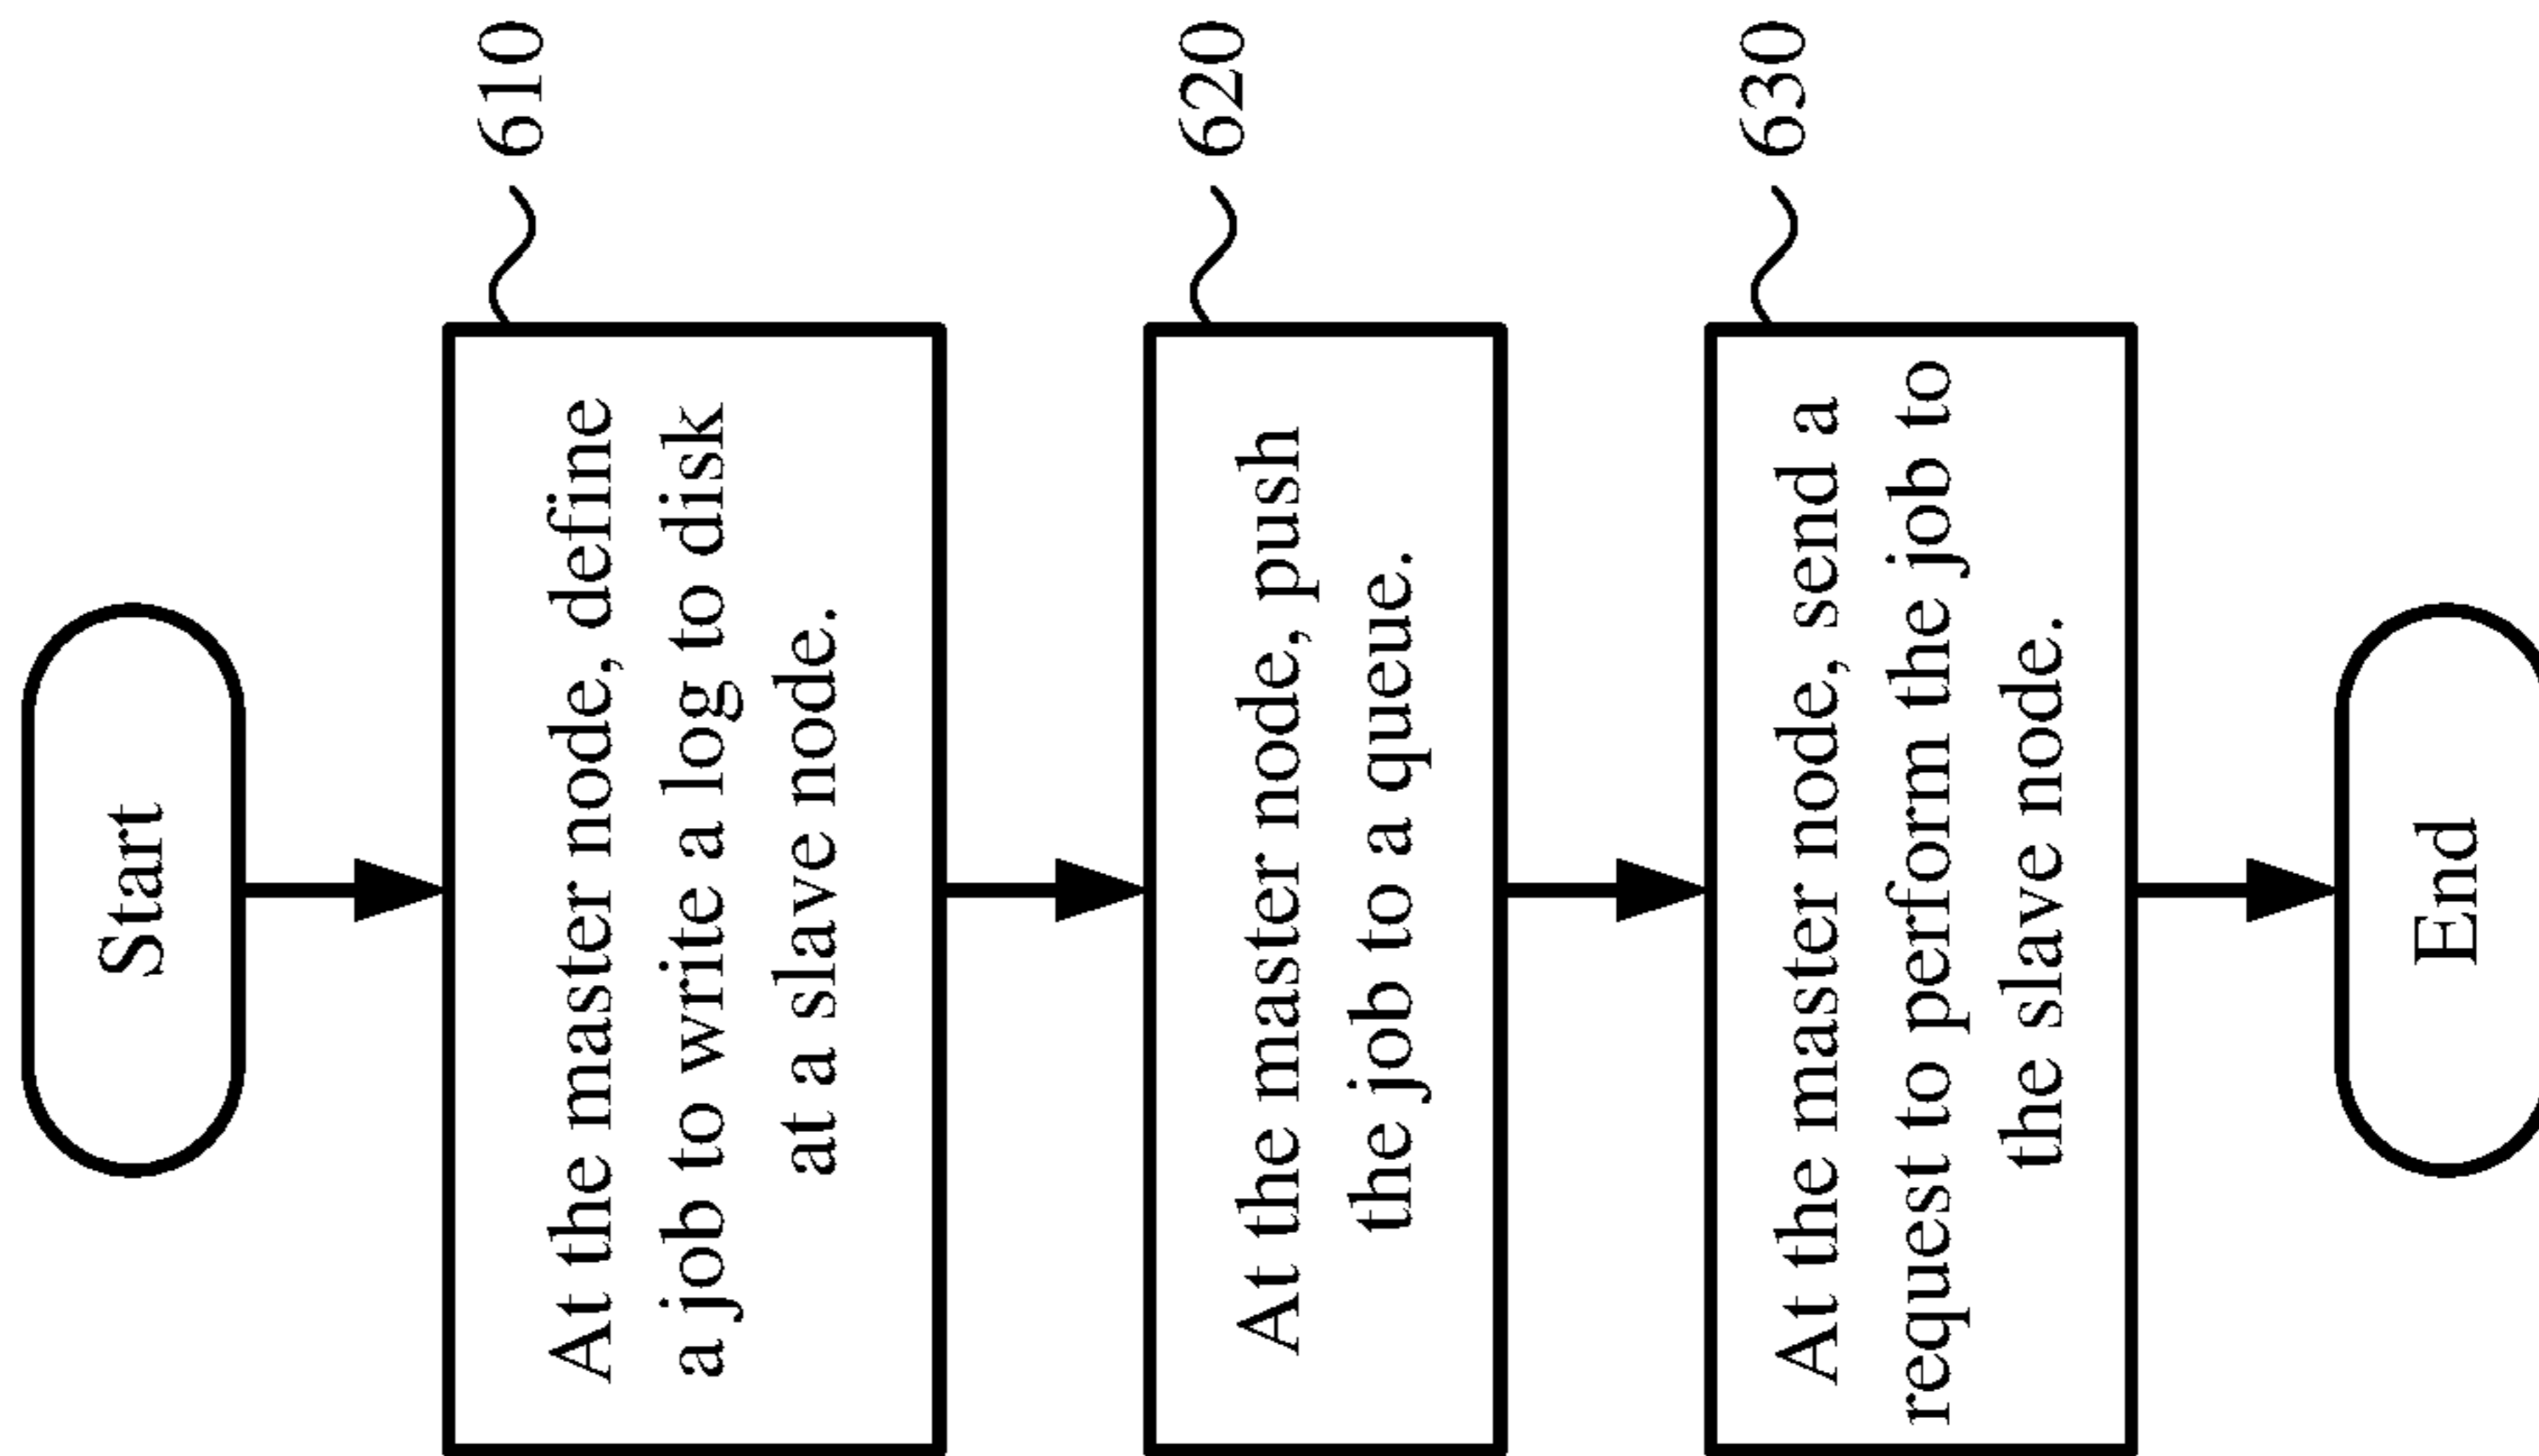 Start
610
At the master node, define
a job to write a log to disk
at a slave node.
620
At the master node, push
the job to a queue.
630
At the master node, send a
request to perform the job to
the slave node.
End